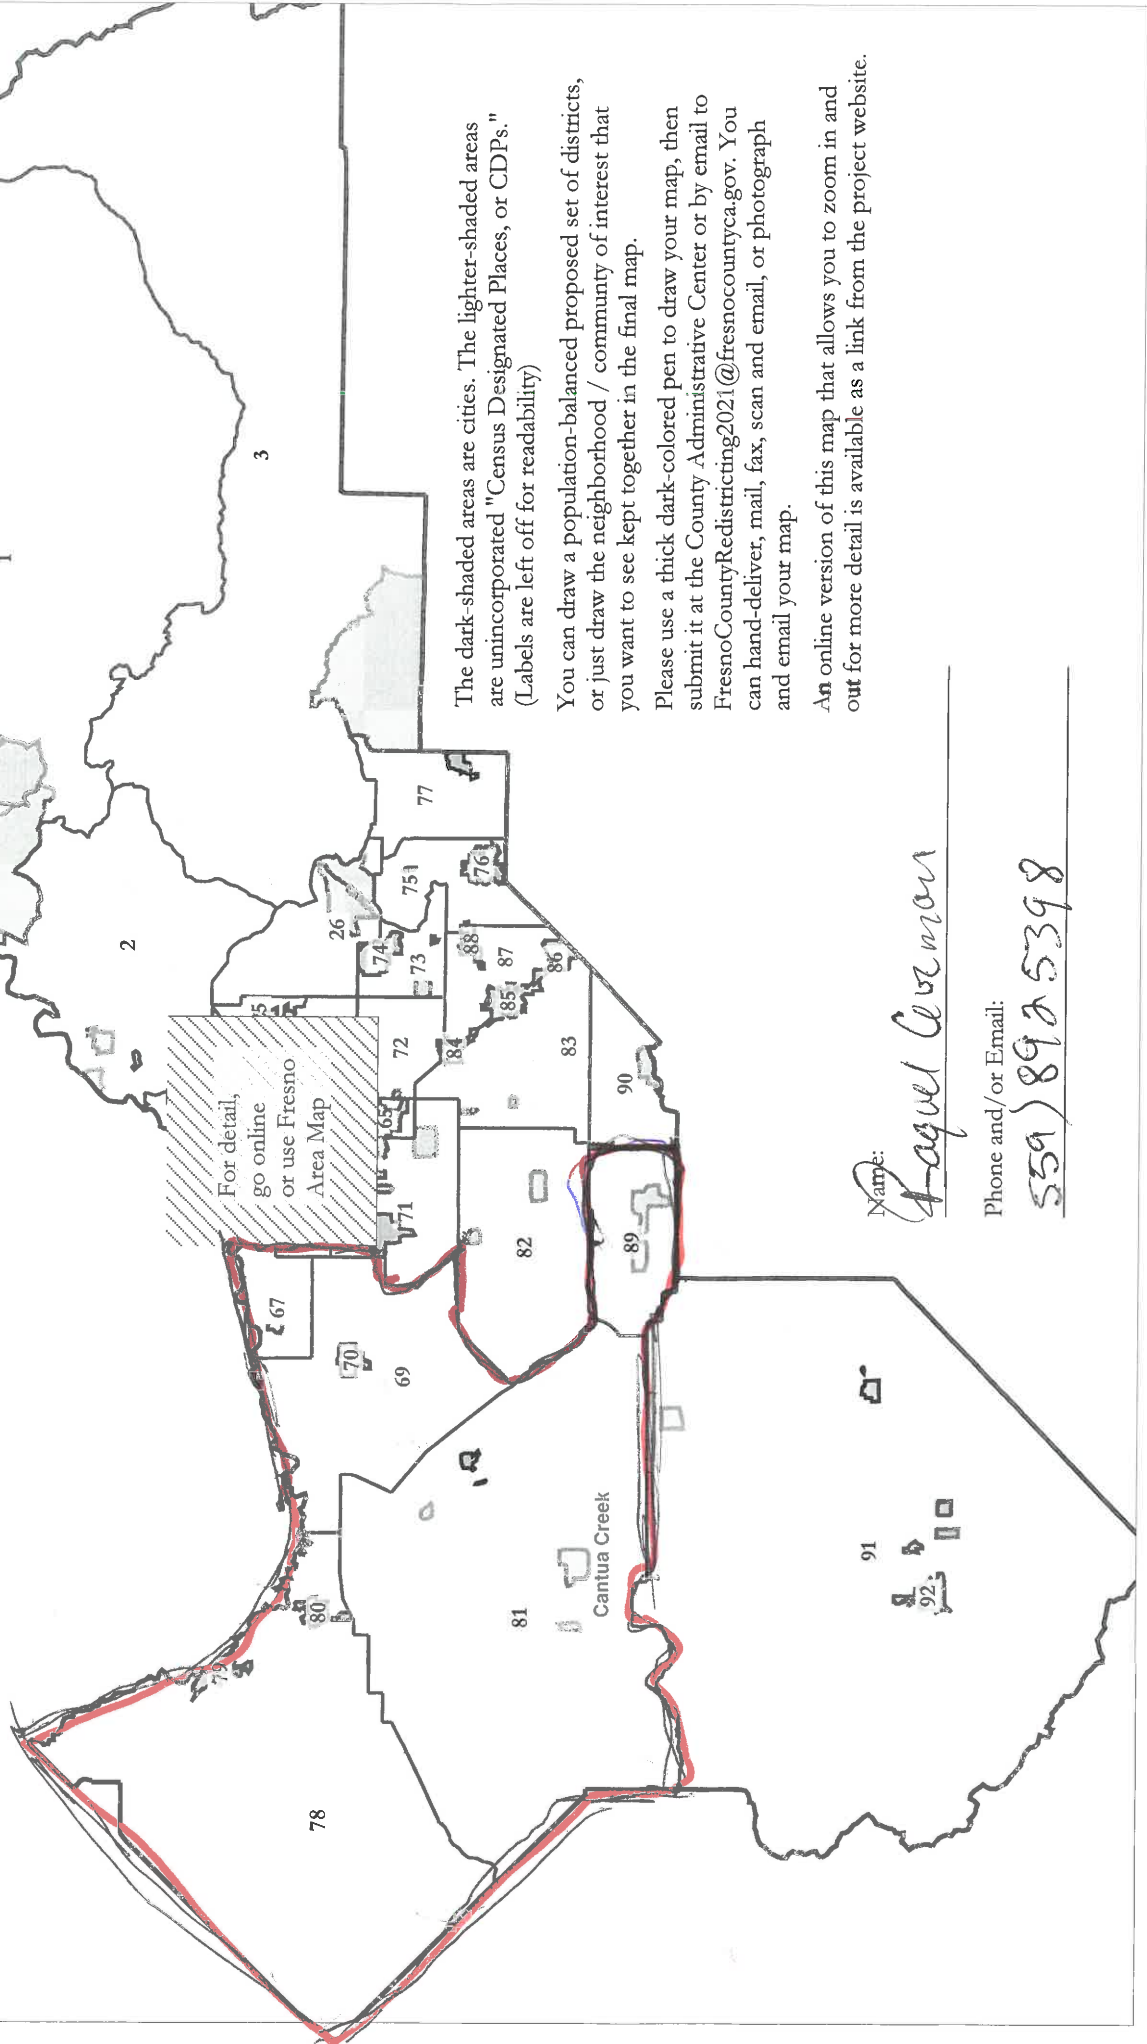 1
2
3
The dark-shaded areas are cities. The lighter-shaded areas
are unincorporated "Census Designated Places, or CDPs."
(Labels are left off for readability)
You can draw a population-balanced proposed set of districts,
or just draw the neighborhood / community of interest that
you want to see kept together in the final map.
Please use a thick dark-colored pen to draw your map, then
submit it at the County Administrative Center or by email to
FresnoCountyRedistricting2021@fresnocountyca.gov. You
can hand-deliver, mail, fax, scan and email, or photograph
and email your map.
An online version of this map that allows you to zoom in and
out for more detail is available as a link from the project website.
For detail,
go online
or use Fresno
Area Map
26
65
67
69
70
71
72
73
74
75
76
77
78
79
80
81
82
83
84
85
86
87
88
89
90
91
92
Cantua Creek
Name:
Raquel
Phone and/or Email:
559) 892 5398